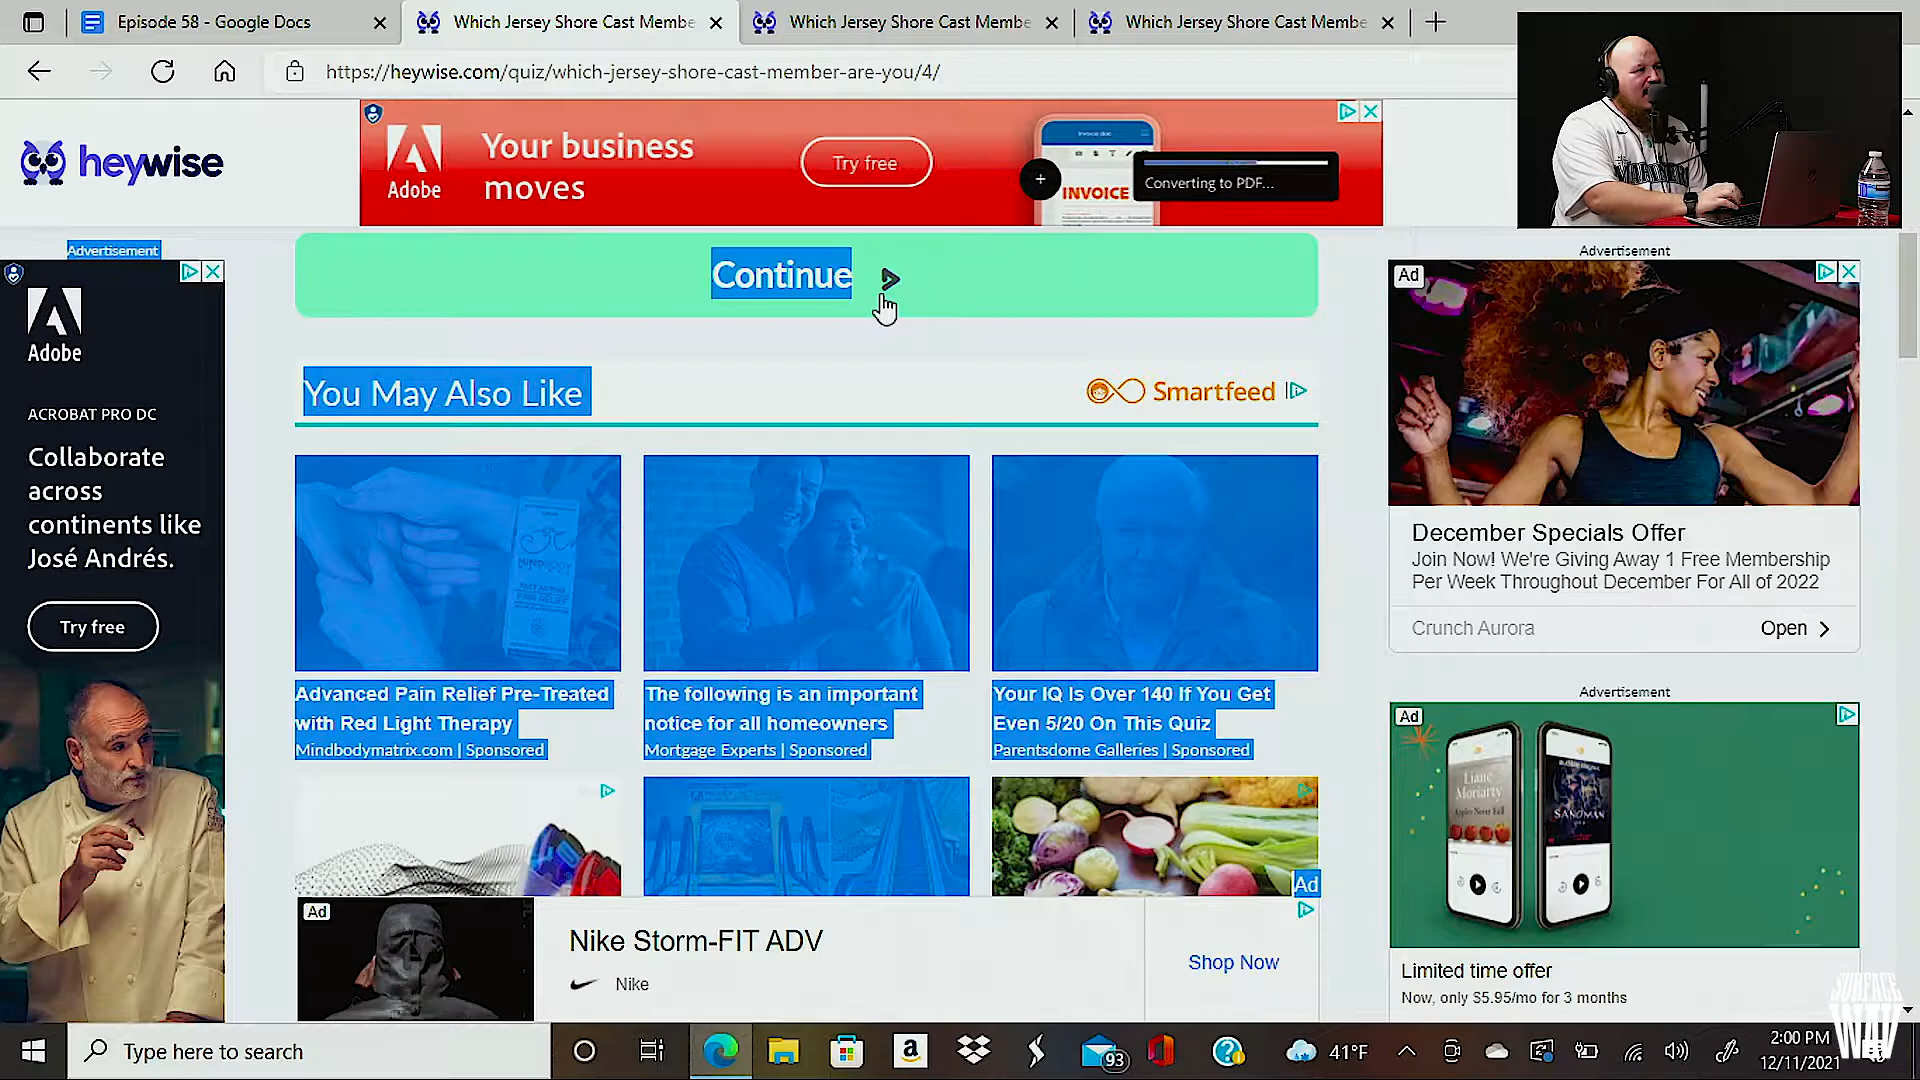 Episode 58 - Google Docs
Which Jersey Shore Cast Membe
Which Jersey Shore Cast Membe
Which Jersey Shore Cast Membe
https://heywise.com/quiz/which-jersey-shore-cast-member-are-you/4/
heywise
Adobe
Your business
moves
Try free
INVOICE
Converting to PDF...
Advertisement
Adobe
ACROBAT PRO DC
Collaborate
across
continents like
José Andrés.
Try free
Continue
You May Also Like
Smartfeed
Advanced Pain Relief Pre-Treated
with Red Light Therapy
Mindbodymatrix.com | Sponsored
The following is an important
notice for all homeowners
Mortgage Experts | Sponsored
Your IQ Is Over 140 If You Get
Even 5/20 On This Quiz
Parentsdome Galleries | Sponsored
Ad
Ad
Nike Storm-FIT ADV
Nike
Shop Now
Advertisement
Ad
December Specials Offer
Join Now! We're Giving Away 1 Free Membership
Per Week Throughout December For All of 2022
Crunch Aurora
Open
Advertisement
Ad
Liane
Moriarty
Apples Never Fall
SANDMAN
Limited time offer
Now, only $5.95/mo for 3 months
SURFACE
WAV
Type here to search
93
41°F
2:00 PM
12/11/2021